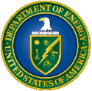 DEPARTMENT OF ENERGY
UNITED STATES OF AMERICA